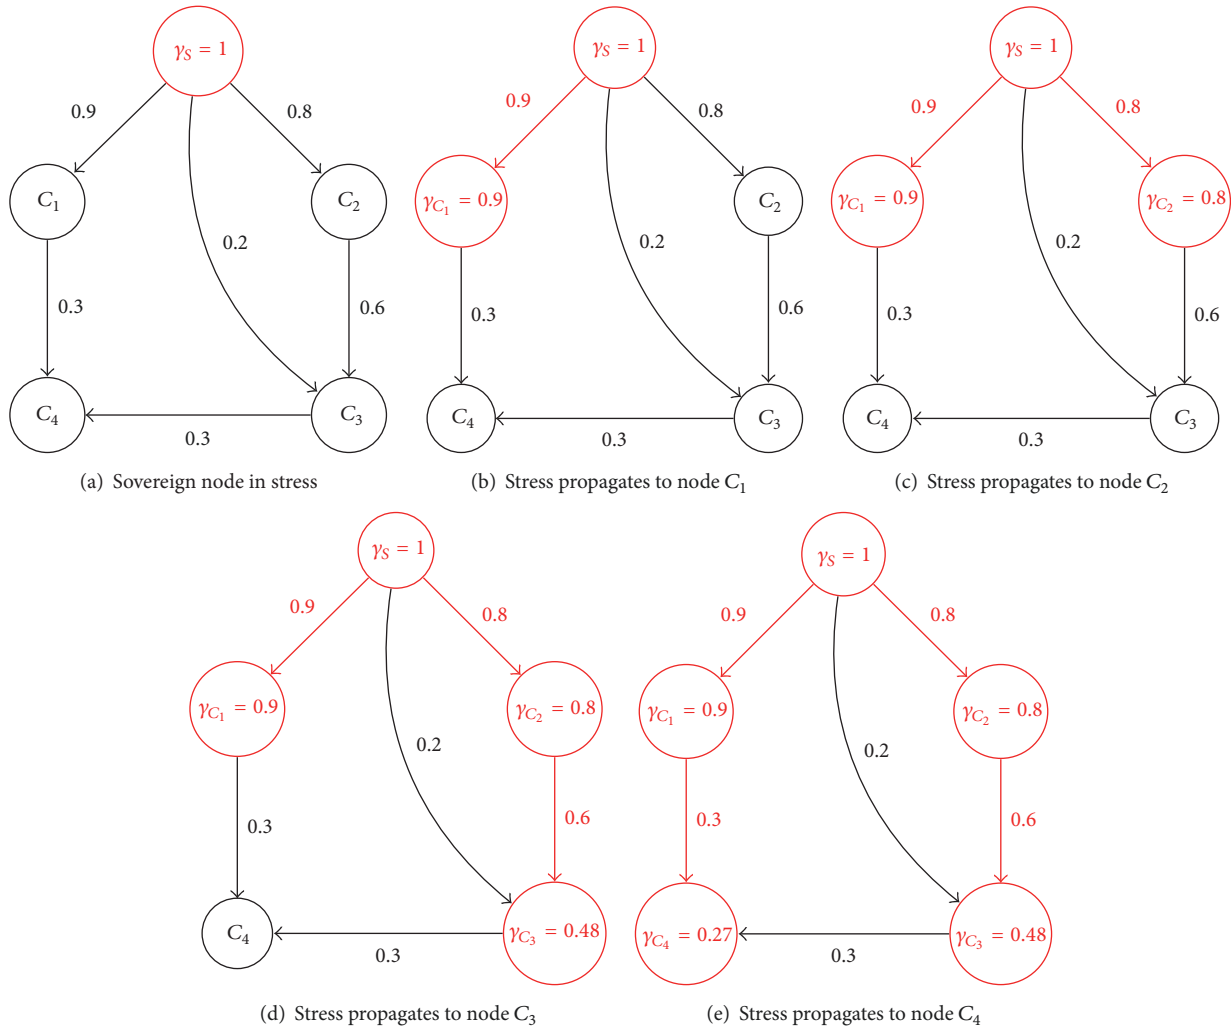 γS = 1
0.9
0.8
C1
C2
0.2
0.3
0.6
C4
C3
0.3
(a) Sovereign node in stress
γS = 1
0.9
0.8
γC1 = 0.9
C2
0.2
0.3
0.6
C4
C3
0.3
(b) Stress propagates to node C1
γS = 1
0.9
0.8
γC1 = 0.9
γC2 = 0.8
0.2
0.3
0.6
C4
C3
0.3
(c) Stress propagates to node C2
γS = 1
0.9
0.8
γC1 = 0.9
γC2 = 0.8
0.2
0.3
0.6
C4
γC3 = 0.48
0.3
(d) Stress propagates to node C3
γS = 1
0.9
0.8
γC1 = 0.9
γC2 = 0.8
0.2
0.3
0.6
γC4 = 0.27
γC3 = 0.48
0.3
(e) Stress propagates to node C4